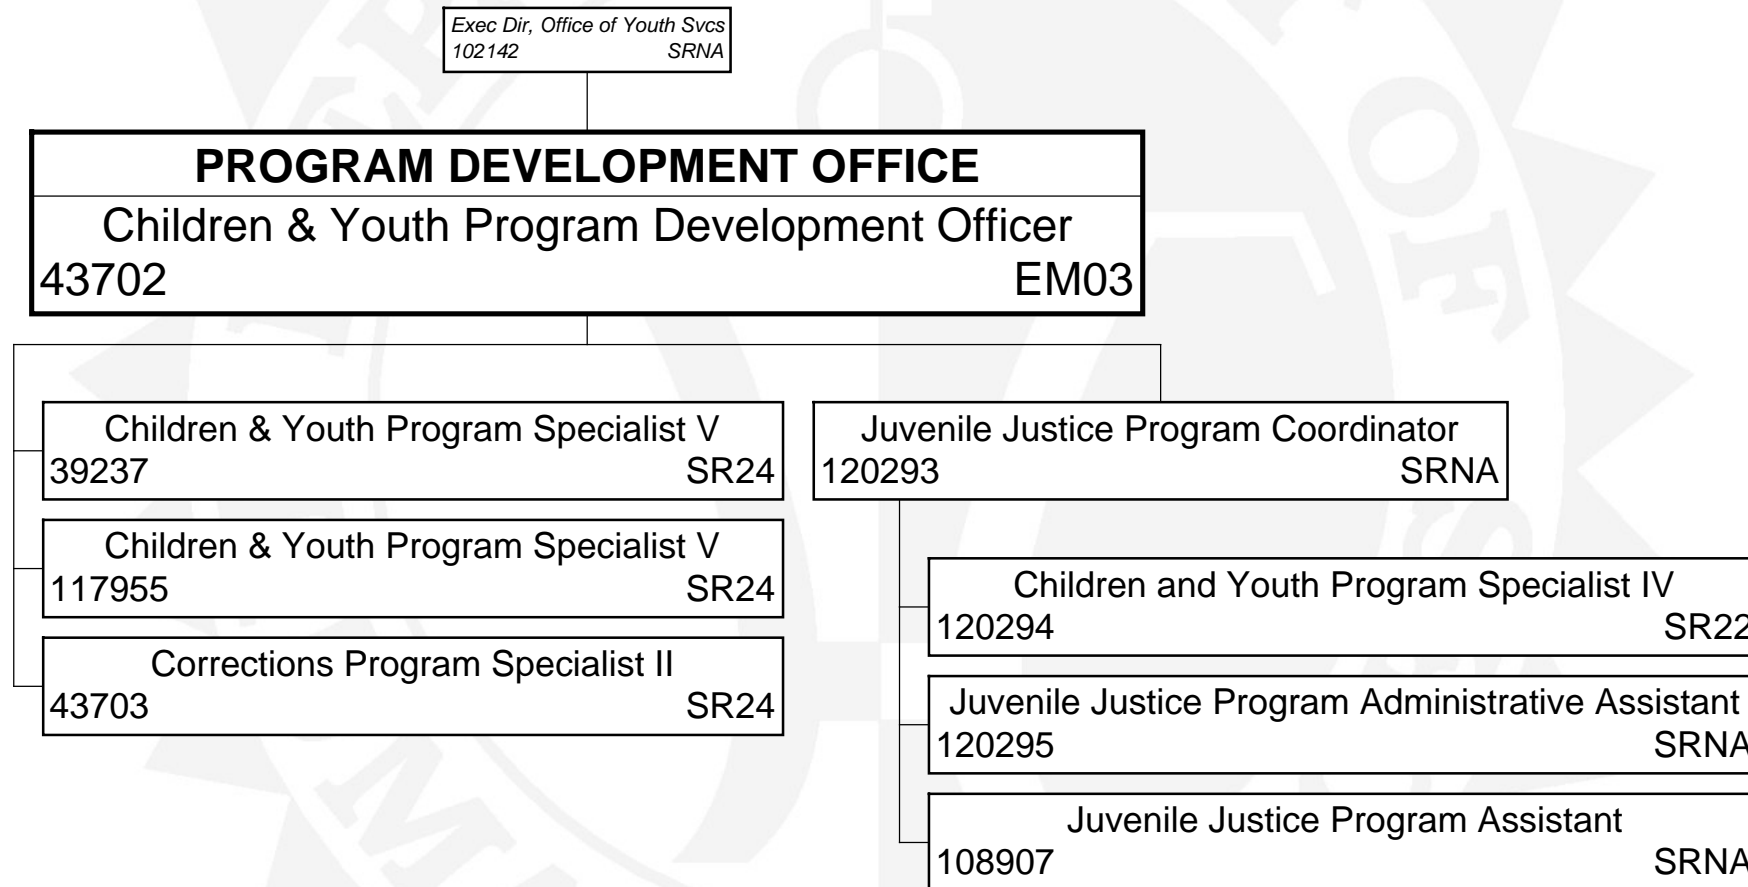 Exec Dir, Office of Youth Svcs
102142 SRNA
PROGRAM DEVELOPMENT OFFICE
Children & Youth Program Development Officer
43702 EM03
Children & Youth Program Specialist V
39237 SR24
Children & Youth Program Specialist V
117955 SR24
Corrections Program Specialist II
43703 SR24
Juvenile Justice Program Coordinator
120293 SRNA
Children and Youth Program Specialist IV
120294 SR22
Juvenile Justice Program Administrative Assistant
120295 SRNA
Juvenile Justice Program Assistant
108907 SRNA